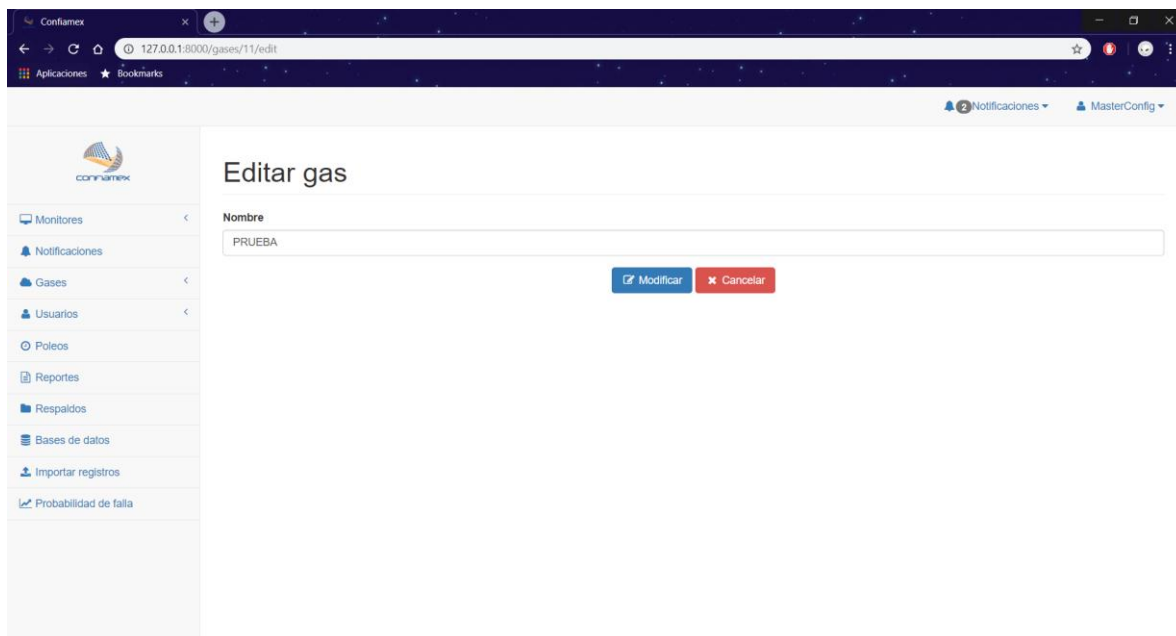 Confiamex
127.0.0.1:8000/gases/11/edit
Aplicaciones Bookmarks
2 Notificaciones MasterConfig
confiamex
Editar gas
Monitores
Notificaciones
Gases
Usuarios
Poleos
Reportes
Respaldos
Bases de datos
Importar registros
Probabilidad de falla
Nombre
PRUEBA
Modificar Cancelar